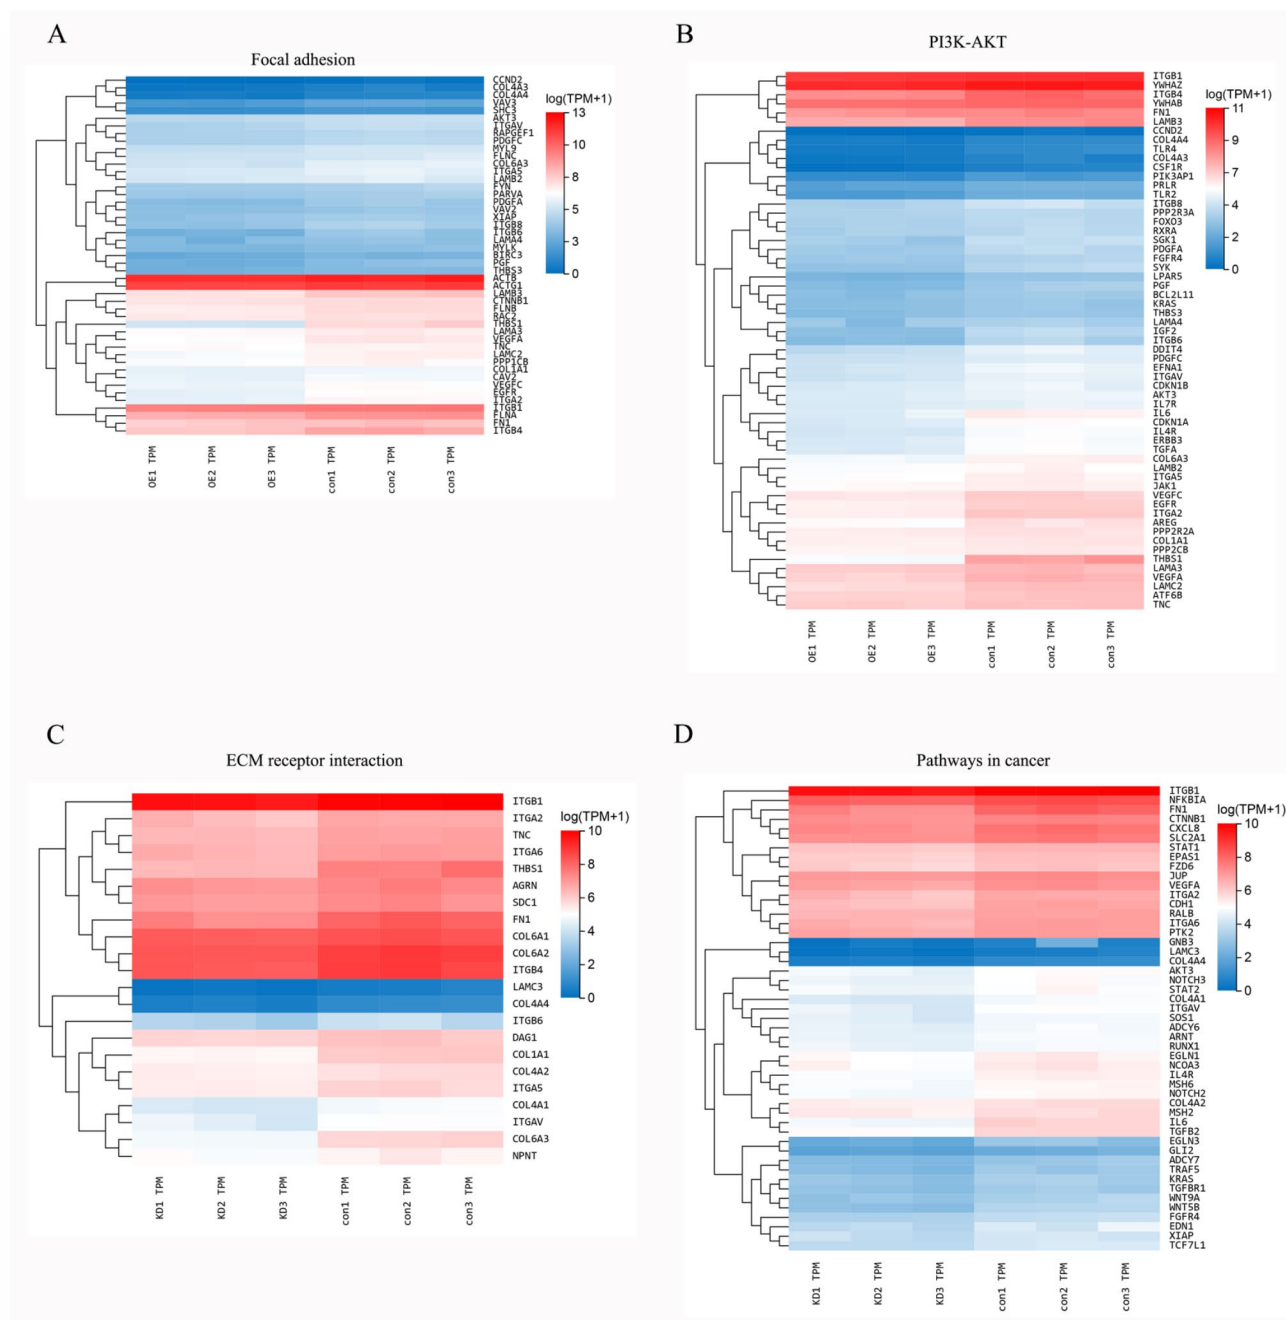 A
Focal adhesion
CCND2
COL4A3
COL4A4
VAV3
SHC3
AKT3
ITGAV
RAPGEF1
PDGFC
MYL9
FLNC
COL6A3
ITGA5
LAMB2
FYN
PARVA
PDGFA
VAV2
XIAP
ITGB8
ITGB6
LAMA4
MYLK
BIRC3
PGF
THBS3
ACTB
ACTG1
LAMB3
CTNNB1
FLNB
RAC2
THBS1
LAMA3
VEGFA
TNC
LAMC2
PPP1CB
COL1A1
CAV2
VEGFC
EGFR
ITGA2
ITGB1
FLNA
FN1
ITGB4
log(TPM+1)
13
10
8
5
3
0
OE1 TPM
OE2 TPM
OE3 TPM
con1 TPM
con2 TPM
con3 TPM
B
PI3K-AKT
ITGB1
YWHAZ
ITGB4
YWHAB
FN1
LAMB3
CCND2
COL4A4
TLR4
COL4A3
CSF1R
PIK3AP1
PRLR
TLR2
ITGB8
PPP2R3A
FOXO3
RXRA
SGK1
PDGFA
FGFR4
SYK
LPAR5
PGF
BCL2L11
KRAS
THBS3
LAMA4
IGF2
ITGB6
DDIT4
PDGFC
EFNA1
ITGAV
CDKN1B
AKT3
IL7R
IL6
CDKN1A
IL4R
ERBB3
TGFA
COL6A3
LAMB2
ITGA5
JAK1
VEGFC
EGFR
ITGA2
AREG
PPP2R2A
COL1A1
PPP2CB
THBS1
LAMA3
VEGFA
LAMC2
ATF6B
TNC
log(TPM+1)
11
9
7
4
2
0
OE1 TPM
OE2 TPM
OE3 TPM
con1 TPM
con2 TPM
con3 TPM
C
ECM receptor interaction
ITGB1
ITGA2
TNC
ITGA6
THBS1
AGRN
SDC1
FN1
COL6A1
COL6A2
ITGB4
LAMC3
COL4A4
ITGB6
DAG1
COL1A1
COL4A2
ITGA5
COL4A1
ITGAV
COL6A3
NPNT
log(TPM+1)
10
8
6
4
2
0
KD1 TPM
KD2 TPM
KD3 TPM
con1 TPM
con2 TPM
con3 TPM
D
Pathways in cancer
ITGB1
NFKBIA
FN1
CTNNB1
CXCL8
SLC2A1
STAT1
EPAS1
FZD6
JUP
VEGFA
ITGA2
CDH1
RALB
ITGA6
PTK2
GNB3
LAMC3
COL4A4
AKT3
NOTCH3
STAT2
COL4A1
ITGAV
SOS1
ADCY6
ARNT
RUNX1
EGLN1
NCOA3
IL4R
MSH6
NOTCH2
COL4A2
MSH2
IL6
TGFB2
EGLN3
GLI2
ADCY7
TRAF5
KRAS
TGFBR1
WNT9A
WNT5B
FGFR4
EDN1
XIAP
TCF7L1
log(TPM+1)
10
8
6
4
2
0
KD1 TPM
KD2 TPM
KD3 TPM
con1 TPM
con2 TPM
con3 TPM